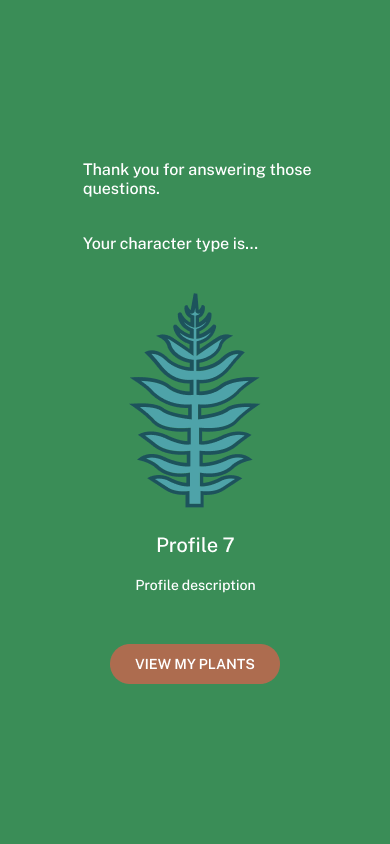 Thank you for answering those
questions.
Your character type is...
Profile 7
Profile description
VIEW MY PLANTS